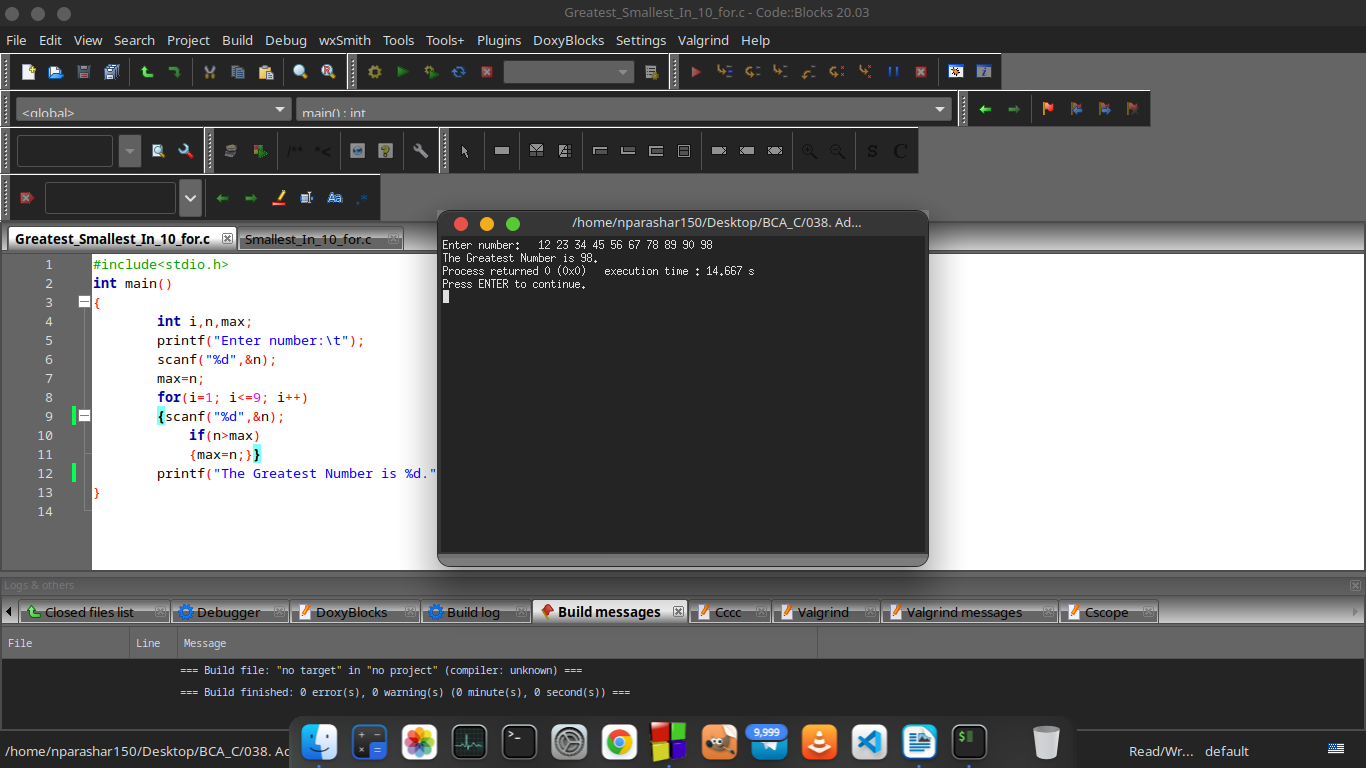 Greatest_Smallest_In_10_for.c - Code::Blocks 20.03
File Edit View Search Project Build Debug wxSmith Tools Tools+ Plugins DoxyBlocks Settings Valgrind Help
<global> main() : int
/** *<
S C
Aa .*
Greatest_Smallest_In_10_for.c Smallest_In_10_for.c
1 #include<stdio.h>
2 int main()
3 {
4 int i,n,max;
5 printf("Enter number:\t");
6 scanf("%d",&n);
7 max=n;
8 for(i=1; i<=9; i++)
9 {scanf("%d",&n);
10 if(n>max)
11 {max=n;}}
12 printf("The Greatest Number is %d."
13 }
14
/home/nparashar150/Desktop/BCA_C/038. Ad...
Enter number: 12 23 34 45 56 67 78 89 90 98
The Greatest Number is 98.
Process returned 0 (0x0) execution time : 14.667 s
Press ENTER to continue.
Logs & others
Closed files list Debugger DoxyBlocks Build log Build messages Cccc Valgrind Valgrind messages Cscope
File Line Message
=== Build file: "no target" in "no project" (compiler: unknown) ===
=== Build finished: 0 error(s), 0 warning(s) (0 minute(s), 0 second(s)) ===
9,999
/home/nparashar150/Desktop/BCA_C/038. Ad Read/Wr... default